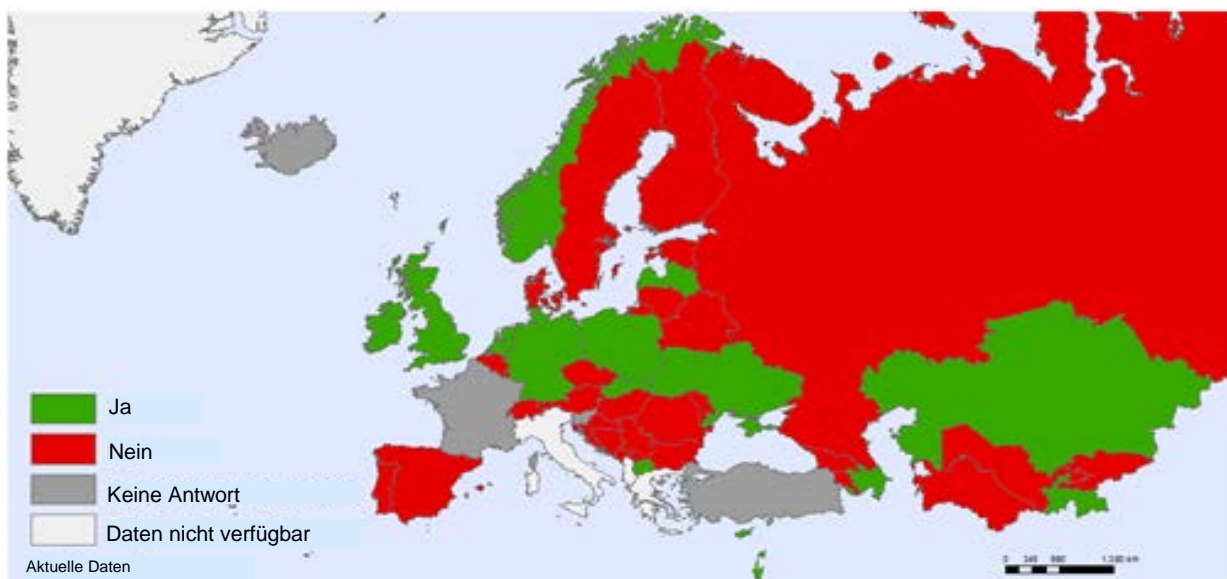 Ja
Nein
Keine Antwort
Daten nicht verfügbar
Aktuelle Daten